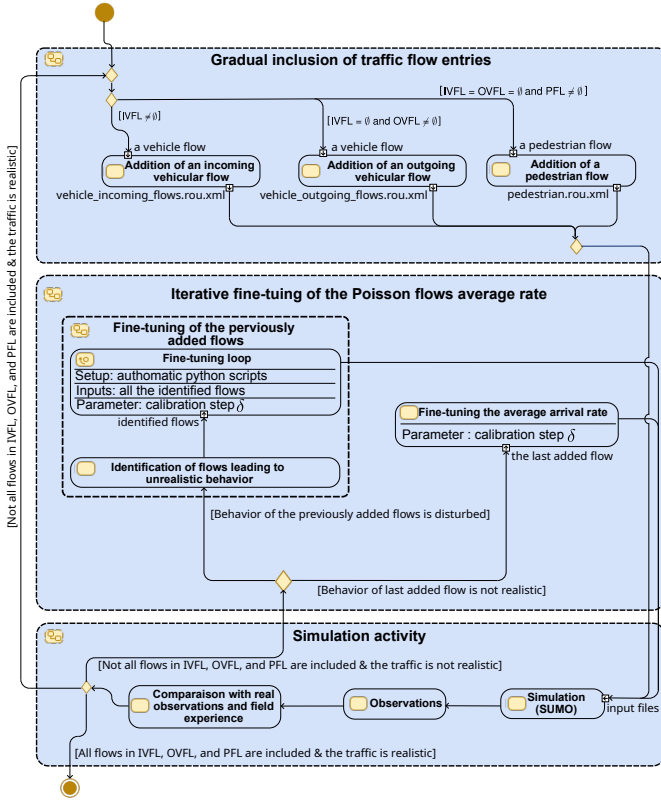 Gradual inclusion of traffic flow entries
[IVFL = OVFL = ∅ and PFL ≠ ∅]
[IVFL ≠ ∅]
[IVFL = ∅ and OVFL ≠ ∅]
a vehicle flow
a vehicle flow
a pedestrian flow
Addition of an incoming
vehicular flow
Addition of an outgoing
vehicular flow
Addition of a
pedestrian flow
vehicle_incoming_flows.rou.xml
vehicle_outgoing_flows.rou.xml
pedestrian.rou.xml
[Not all flows in IVFL, OVFL, and PFL are included & the traffic is realistic]
Iterative fine-tuing of the Poisson flows average rate
Fine-tuning of the perviously
added flows
Fine-tuning loop
Setup: authomatic python scripts
Inputs: all the identified flows
Parameter: calibration step δ
identified flows
Identification of flows leading to
unrealistic behavior
Fine-tuning the average arrival rate
Parameter : calibration step δ
the last added flow
[Behavior of the previously added flows is disturbed]
[Behavior of last added flow is not realistic]
Simulation activity
[Not all flows in IVFL, OVFL, and PFL are included & the traffic is not realistic]
Comparison with real
observations and field
experience
Observations
Simulation
(SUMO)
input files
[All flows in IVFL, OVFL, and PFL are included & the traffic is realistic]